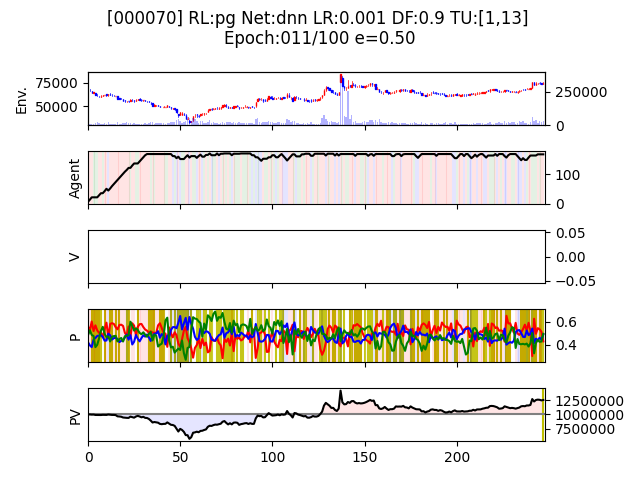 [000070] RL:pg Net:dnn LR:0.001 DF:0.9 TU:[1,13]
Epoch:011/100 e=0.50
Env.
75000
50000
250000
0
Agent
100
0
V
0.05
0.00
−0.05
P
0.6
0.4
PV
12500000
10000000
7500000
0 50 100 150 200